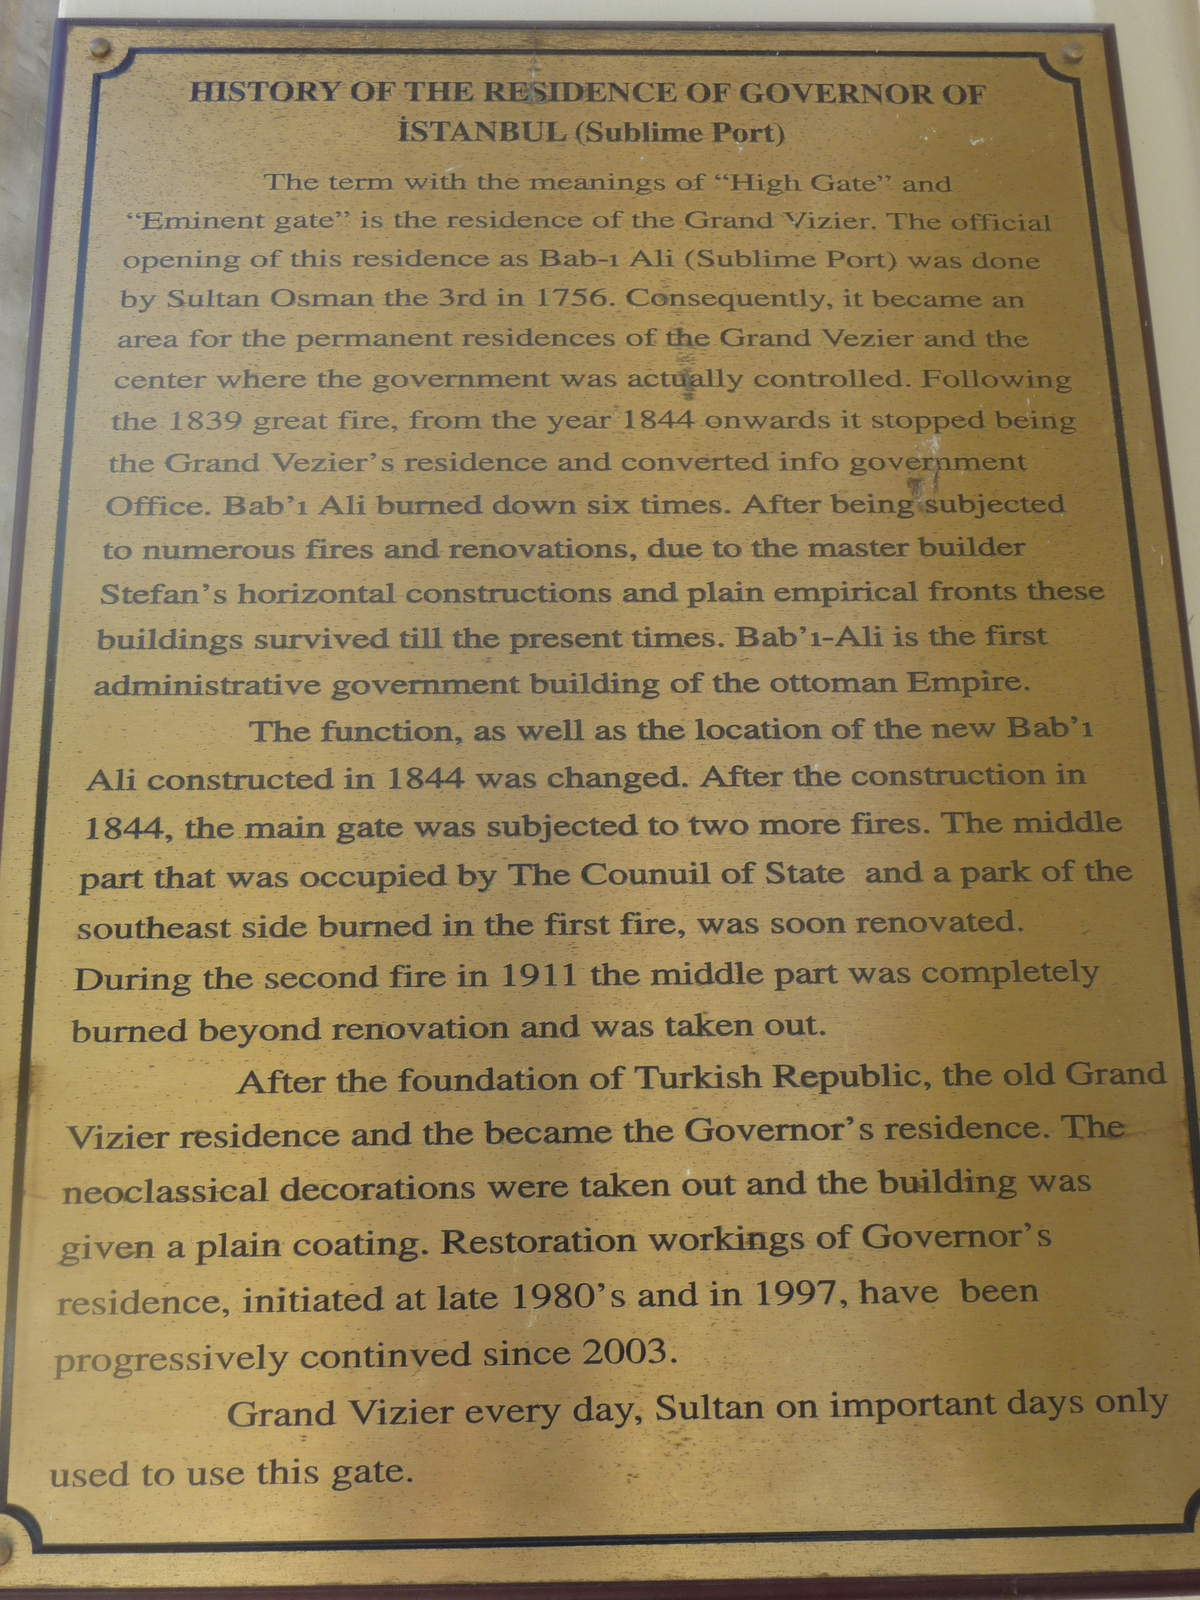 HISTORY OF THE RESIDENCE OF GOVERNOR OF
İSTANBUL (Sublime Port)
The term with the meanings of “High Gate” and
“Eminent gate” is the residence of the Grand Vizier. The official
opening of this residence as Bab-ı Ali (Sublime Port) was done
by Sultan Osman the 3rd in 1756. Consequently, it became an
area for the permanent residences of the Grand Vezier and the
center where the government was actually controlled. Following
the 1839 great fire, from the year 1844 onwards it stopped being
the Grand Vezier’s residence and converted info government
Office. Bab’ı Ali burned down six times. After being subjected
to numerous fires and renovations, due to the master builder
Stefan’s horizontal constructions and plain empirical fronts these
buildings survived till the present times. Bab’ı-Ali is the first
administrative government building of the ottoman Empire.
The function, as well as the location of the new Bab’ı
Ali constructed in 1844 was changed. After the construction in
1844, the main gate was subjected to two more fires. The middle
part that was occupied by The Counuil of State and a park of the
southeast side burned in the first fire, was soon renovated.
During the second fire in 1911 the middle part was completely
burned beyond renovation and was taken out.
After the foundation of Turkish Republic, the old Grand
Vizier residence and the became the Governor’s residence. The
neoclassical decorations were taken out and the building was
given a plain coating. Restoration workings of Governor’s
residence, initiated at late 1980’s and in 1997, have been
progressively continved since 2003.
Grand Vizier every day, Sultan on important days only
used to use this gate.